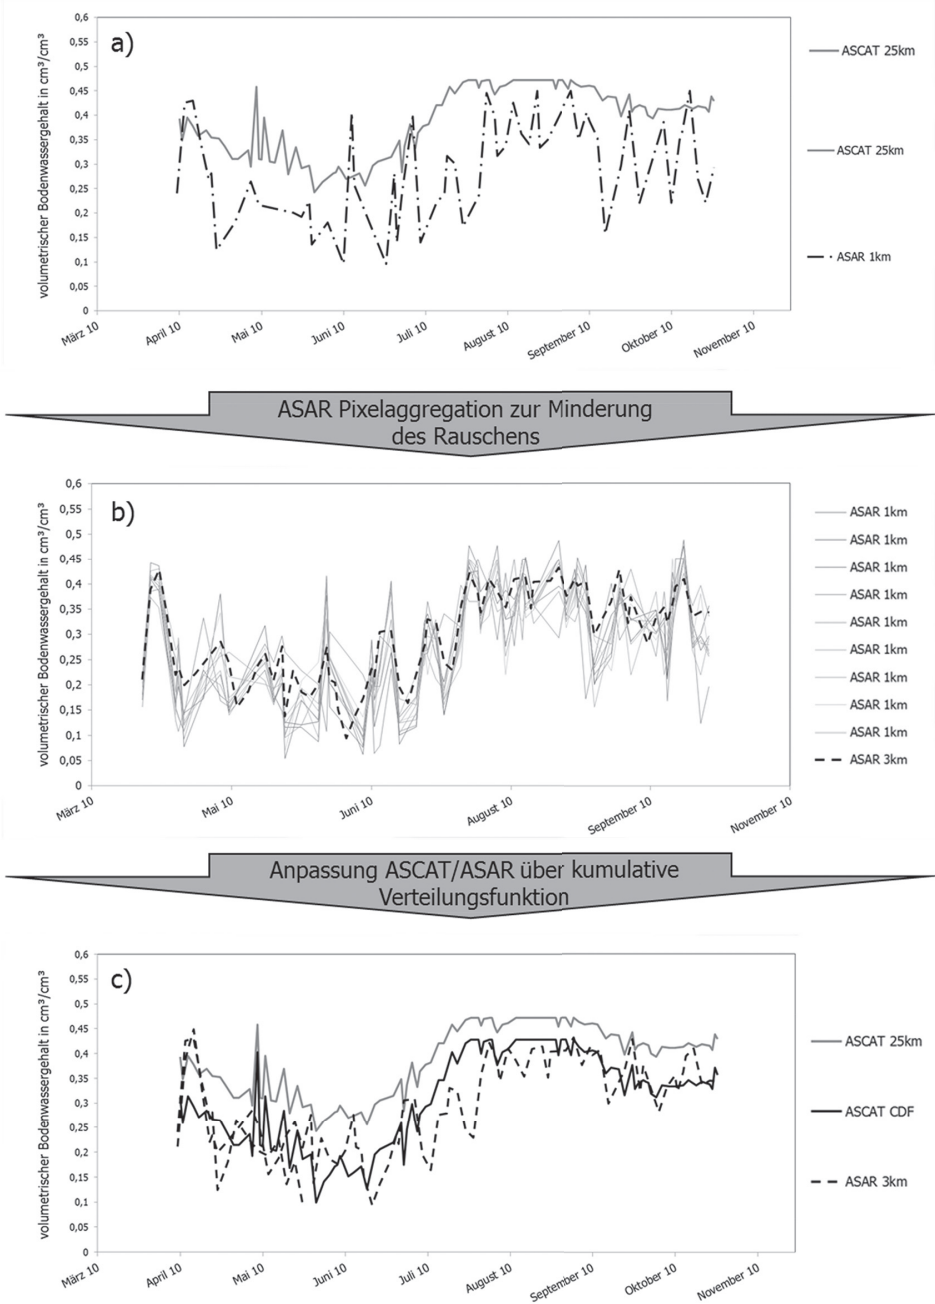 a)
volumetrischer Bodenwassergehalt in cm³/cm³
0,6
0,55
0,5
0,45
0,4
0,35
0,3
0,25
0,2
0,15
0,1
0,05
0
März 10
April 10
Mai 10
Juni 10
Juli 10
August 10
September 10
Oktober 10
November 10
ASCAT 25km
ASCAT 25km
ASAR 1km
ASAR Pixelaggregation zur Minderung
des Rauschens
b)
volumetrischer Bodenwassergehalt in cm³/cm³
0,6
0,55
0,5
0,45
0,4
0,35
0,3
0,25
0,2
0,15
0,1
0,05
0
März 10
Mai 10
Juni 10
August 10
September 10
November 10
ASAR 1km
ASAR 1km
ASAR 1km
ASAR 1km
ASAR 1km
ASAR 1km
ASAR 1km
ASAR 1km
ASAR 1km
ASAR 3km
Anpassung ASCAT/ASAR über kumulative
Verteilungsfunktion
c)
volumetrischer Bodenwassergehalt in cm³/cm³
0,6
0,55
0,5
0,45
0,4
0,35
0,3
0,25
0,2
0,15
0,1
0,05
0
März 10
April 10
Mai 10
Juni 10
Juli 10
August 10
September 10
Oktober 10
November 10
ASCAT 25km
ASCAT CDF
ASAR 3km